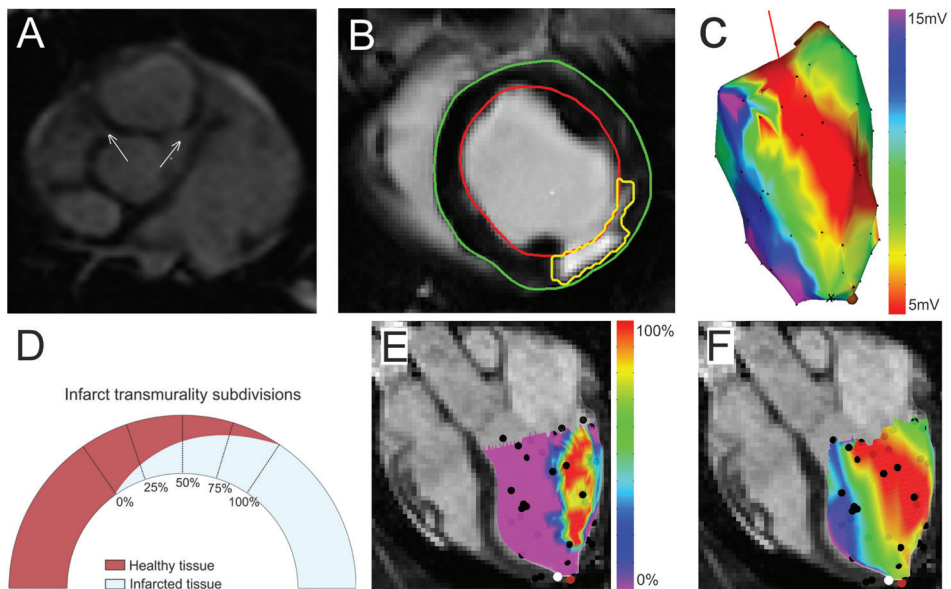 A
B
C
15mV
5mV
D
Infarct transmurality subdivisions
0%
25%
50%
75%
100%
Healthy tissue
Infarcted tissue
E
100%
0%
F